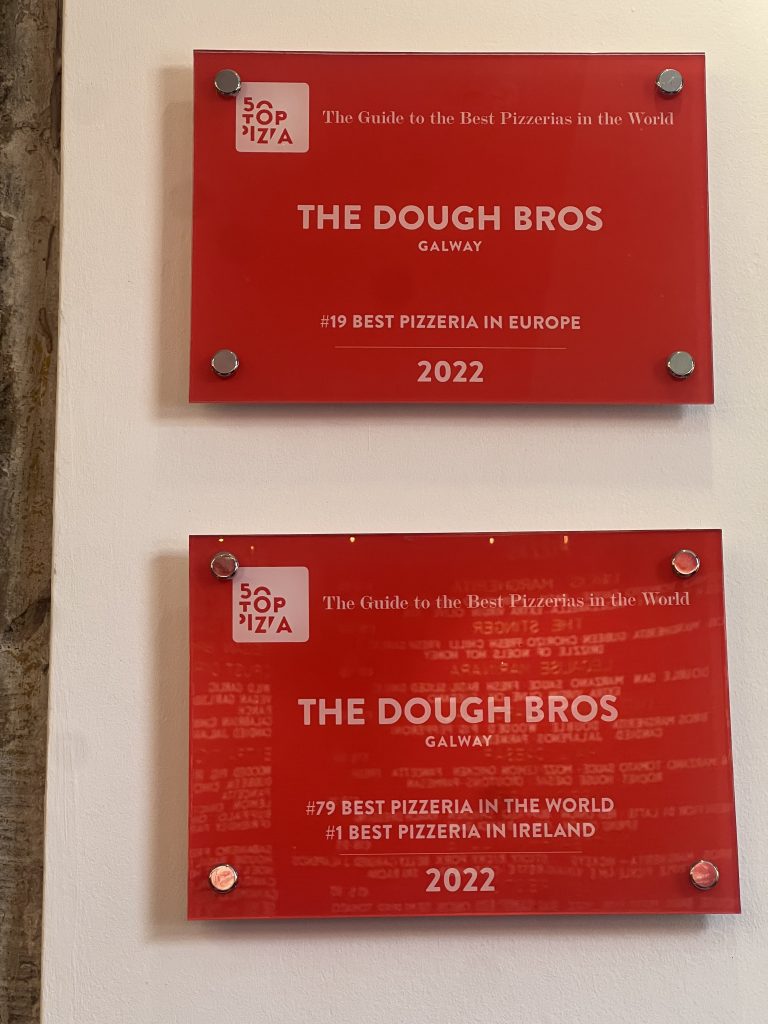 50
TOP
PIZZA
The Guide to the Best Pizzerias in the World
THE DOUGH BROS
GALWAY
#19 BEST PIZZERIA IN EUROPE
2022
50
TOP
PIZZA
The Guide to the Best Pizzerias in the World
THE DOUGH BROS
GALWAY
#79 BEST PIZZERIA IN THE WORLD
#1 BEST PIZZERIA IN IRELAND
2022